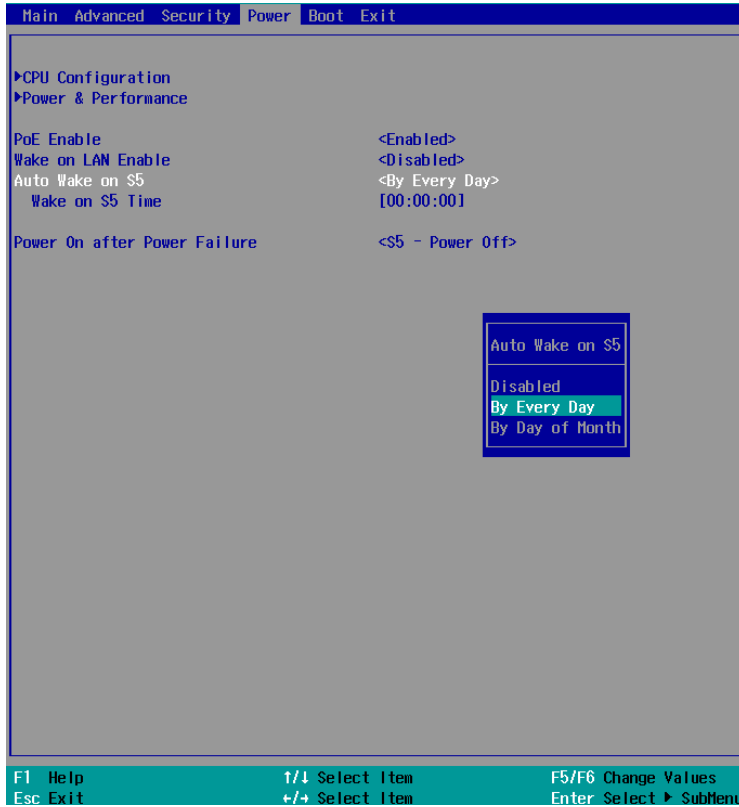 Main Advanced Security Power Boot Exit
▶CPU Configuration
▶Power & Performance
PoE Enable <Enabled>
Wake on LAN Enable <Disabled>
Auto Wake on S5 <By Every Day>
Wake on S5 Time [00:00:00]
Power On after Power Failure <S5 - Power Off>
Auto Wake on S5
Disabled
By Every Day
By Day of Month
F1 Help ↑/↓ Select Item F5/F6 Change Values
Esc Exit ←/→ Select Item Enter Select ▶ SubMenu